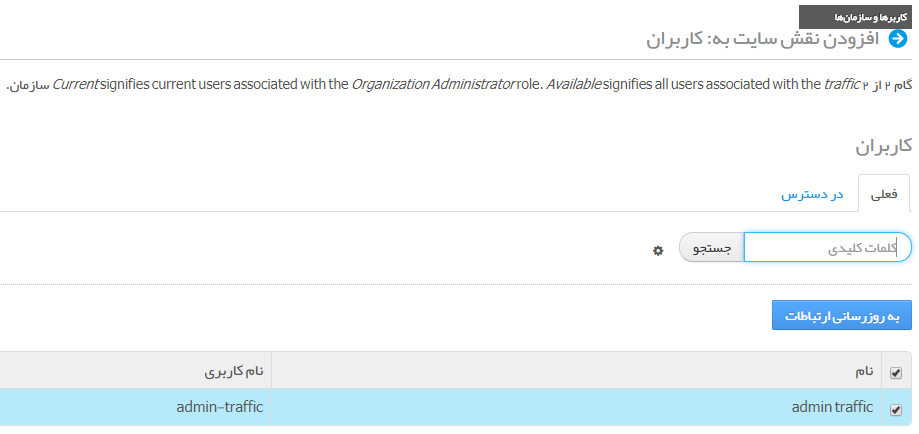 کاربرها و سازمان‌ها
افزودن نقش سایت به: کاربران
گام ۲ از ۲ Current signifies current users associated with the Organization Administrator role. Available signifies all users associated with the traffic سازمان.
کاربران
فعلی در دسترس
کلمات کلیدی جستجو
به روزرسانی ارتباطات
نام نام کاربری
admin traffic admin-traffic